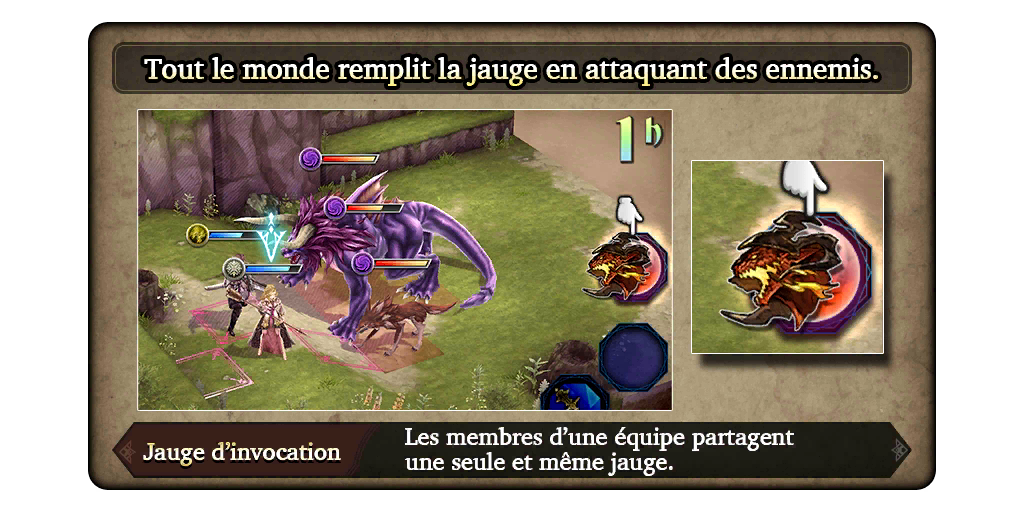 Tout le monde remplit la jauge en attaquant des ennemis.
1h
Jauge d'invocation
Les membres d'une équipe partagent
une seule et même jauge.